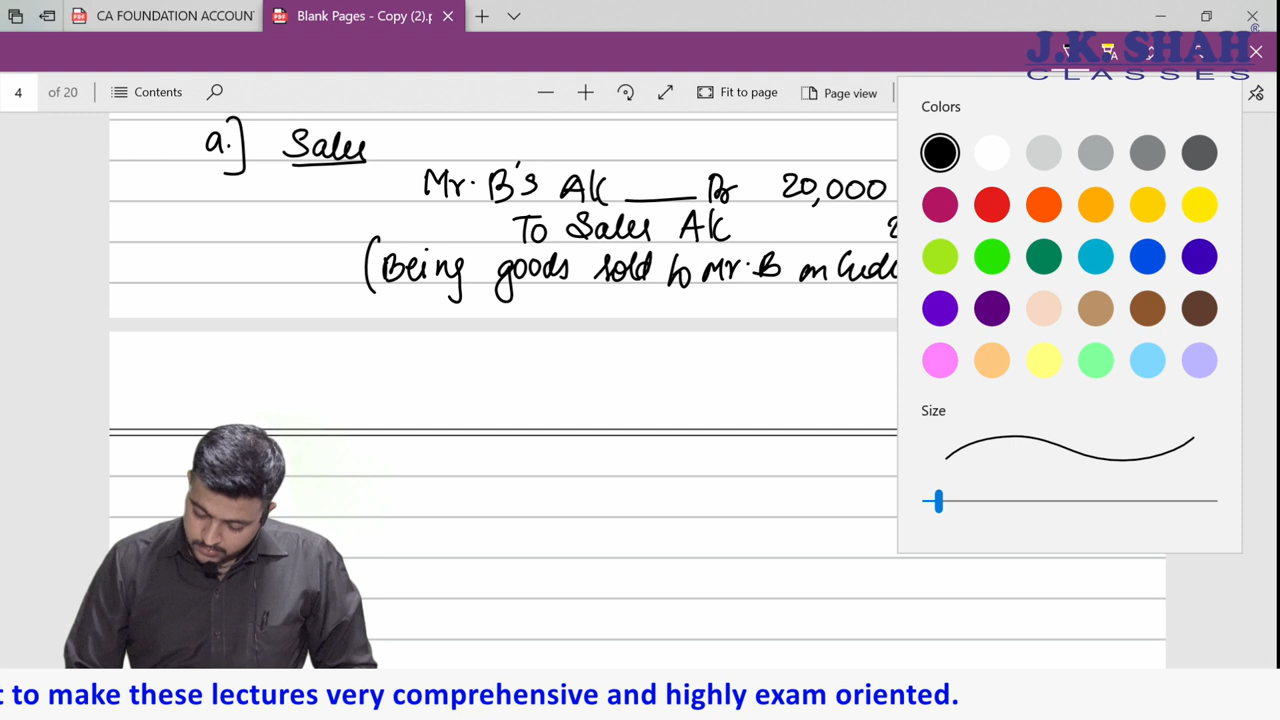 CA FOUNDATION ACCOUN
Blank Pages - Copy (2).p
J.K. SHAH®
CLASSES
4 of 20
Contents
Fit to page
Page view
Colors
Size
a.] Sales
Mr. B's A/c ____ Dr 20,000
To Sales A/c 2
(Being goods sold to Mr. B on
t to make these lectures very comprehensive and highly exam oriented.